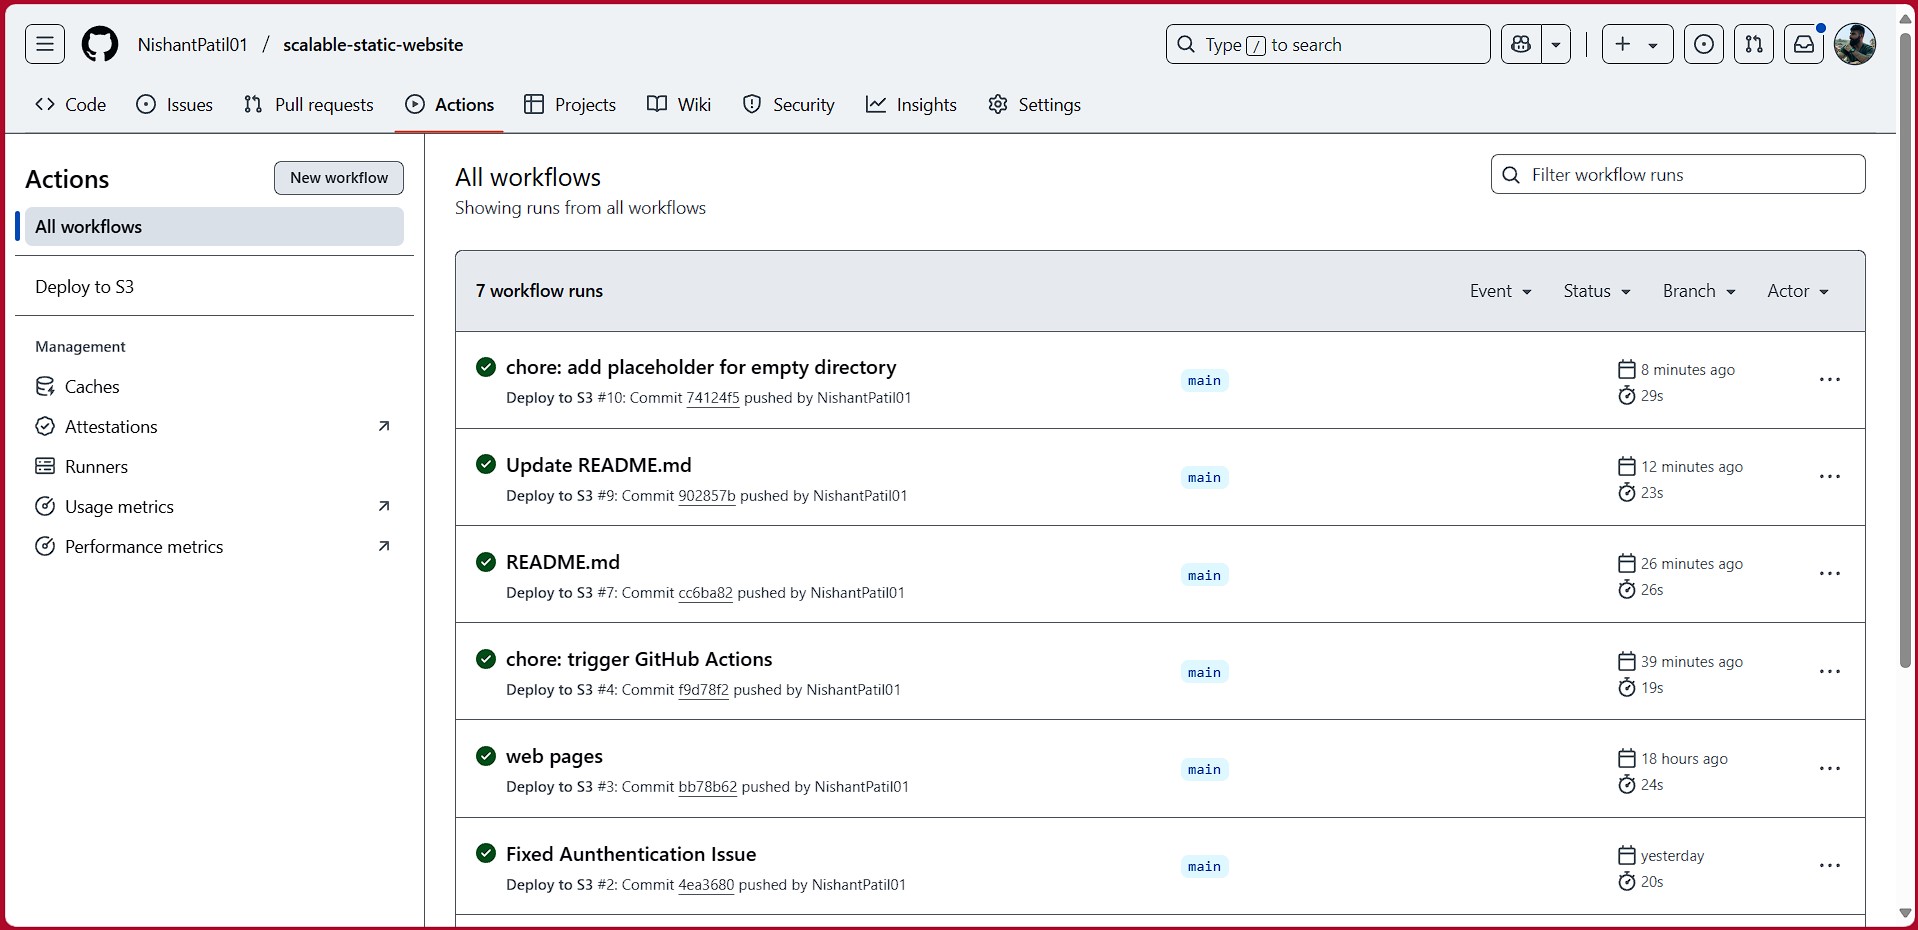 NishantPatil01 / scalable-static-website
Type / to search
Code Issues Pull requests Actions Projects Wiki Security Insights Settings
Actions
New workflow
All workflows
Deploy to S3
Management
Caches
Attestations
Runners
Usage metrics
Performance metrics
All workflows
Showing runs from all workflows
Filter workflow runs
7 workflow runs
Event Status Branch Actor
chore: add placeholder for empty directory
Deploy to S3 #10: Commit 74124f5 pushed by NishantPatil01
main
8 minutes ago
29s
Update README.md
Deploy to S3 #9: Commit 902857b pushed by NishantPatil01
main
12 minutes ago
23s
README.md
Deploy to S3 #7: Commit cc6ba82 pushed by NishantPatil01
main
26 minutes ago
26s
chore: trigger GitHub Actions
Deploy to S3 #4: Commit f9d78f2 pushed by NishantPatil01
main
39 minutes ago
19s
web pages
Deploy to S3 #3: Commit bb78b62 pushed by NishantPatil01
main
18 hours ago
24s
Fixed Aunthentication Issue
Deploy to S3 #2: Commit 4ea3680 pushed by NishantPatil01
main
yesterday
20s